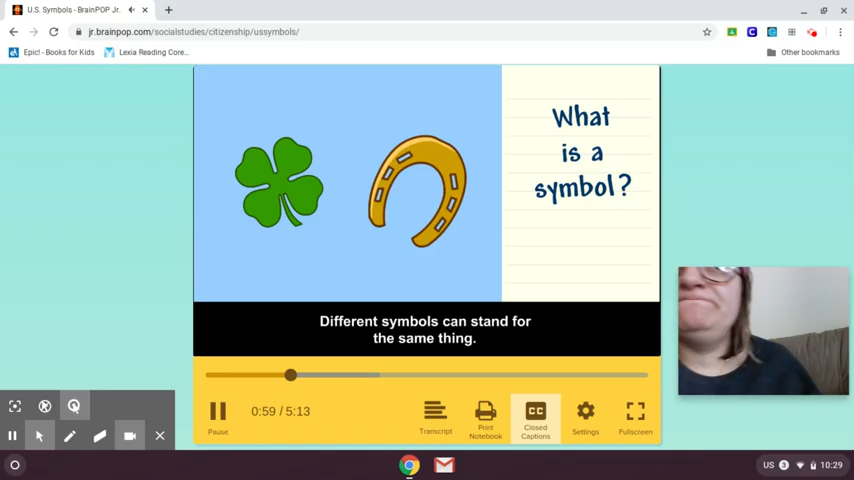 U.S. Symbols - BrainPOP Jr.
jr.brainpop.com/socialstudies/citizenship/ussymbols/
Epic! - Books for Kids
Lexia Reading Core...
Other bookmarks
What
is a
symbol?
Different symbols can stand for
the same thing.
0:59 / 5:13
Pause
Transcript
Print
Notebook
CC
Closed
Captions
Settings
Fullscreen
US 3 10:29